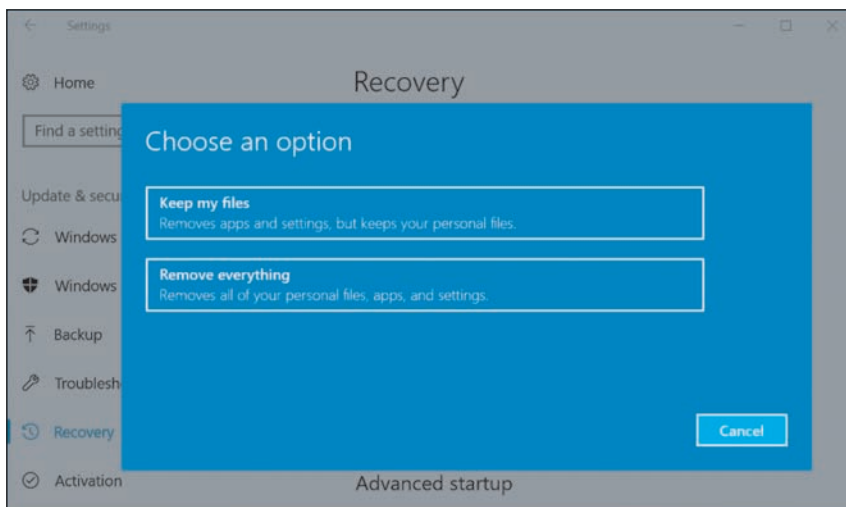 Settings
Home
Recovery
Find a setting
Choose an option
Update & secu
Keep my files
Removes apps and settings, but keeps your personal files.
Windows
Remove everything
Removes all of your personal files, apps, and settings.
Windows
Backup
Troublesh
Recovery
Cancel
Activation
Advanced startup